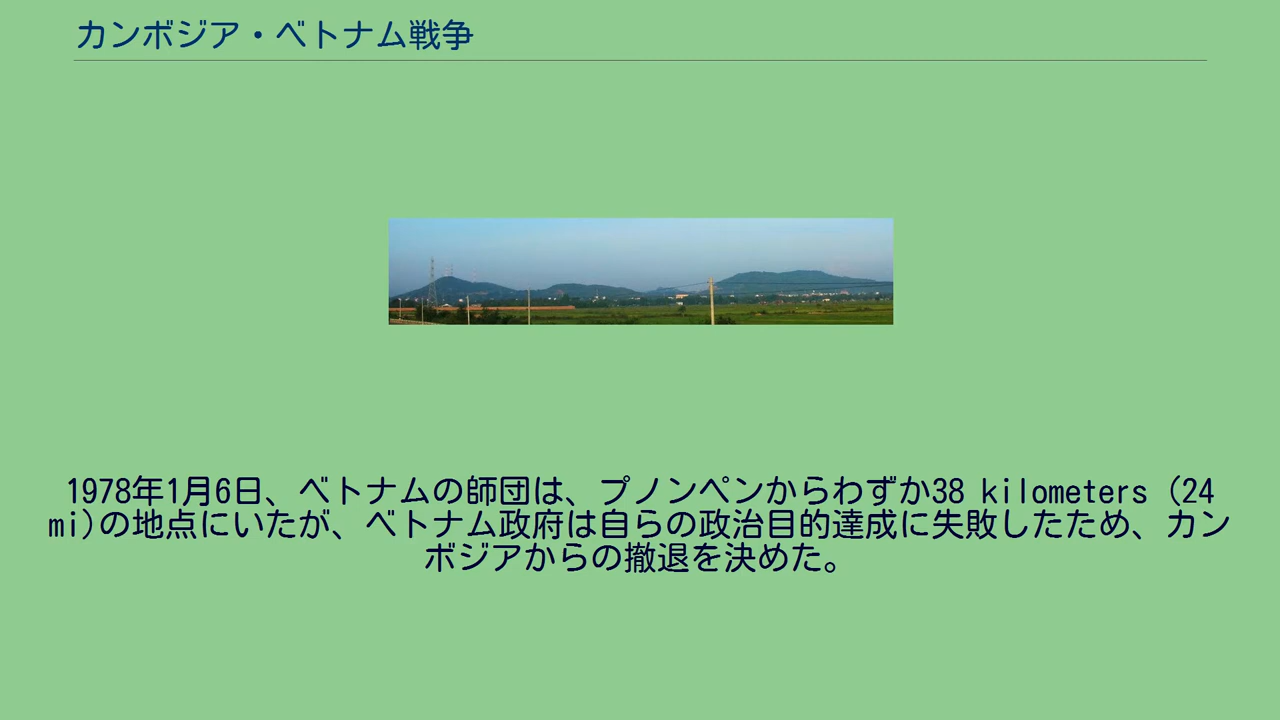 カンボジア・ベトナム戦争
1978年1月6日、ベトナムの師団は、プノンペンからわずか38 kilometers (24
mi)の地点にいたが、ベトナム政府は自らの政治目的達成に失敗したため、カン
ボジアからの撤退を決めた。